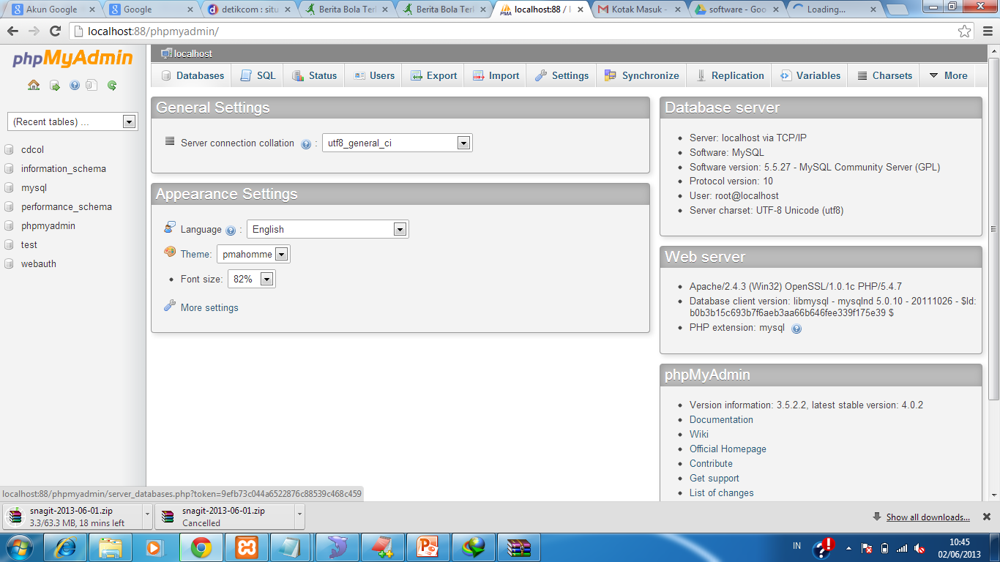 Akun Google
Google
detikcom : situ
Berita Bola Ter
Berita Bola Ter
localhost:88 /
Kotak Masuk -
software - Goo
Loading...
localhost:88/phpmyadmin/
phpMyAdmin
(Recent tables) ...
cdcol
information_schema
mysql
performance_schema
phpmyadmin
test
webauth
localhost
Databases
SQL
Status
Users
Export
Import
Settings
Synchronize
Replication
Variables
Charsets
More
General Settings
Server connection collation : utf8_general_ci
Appearance Settings
Language : English
Theme: pmahomme
Font size: 82%
More settings
Database server
Server: localhost via TCP/IP
Software: MySQL
Software version: 5.5.27 - MySQL Community Server (GPL)
Protocol version: 10
User: root@localhost
Server charset: UTF-8 Unicode (utf8)
Web server
Apache/2.4.3 (Win32) OpenSSL/1.0.1c PHP/5.4.7
Database client version: libmysql - mysqlnd 5.0.10 - 20111026 - $Id:
b0b3b15c693b7f6aeb3aa66b646fee339f175e39 $
PHP extension: mysql
phpMyAdmin
Version information: 3.5.2.2, latest stable version: 4.0.2
Documentation
Wiki
Official Homepage
Contribute
Get support
List of changes
localhost:88/phpmyadmin/server_databases.php?token=9efb73c044a6522876c88539c468c459
snagit-2013-06-01.zip
3.3/63.3 MB, 18 mins left
snagit-2013-06-01.zip
Cancelled
Show all downloads...
IN
10:45
02/06/2013